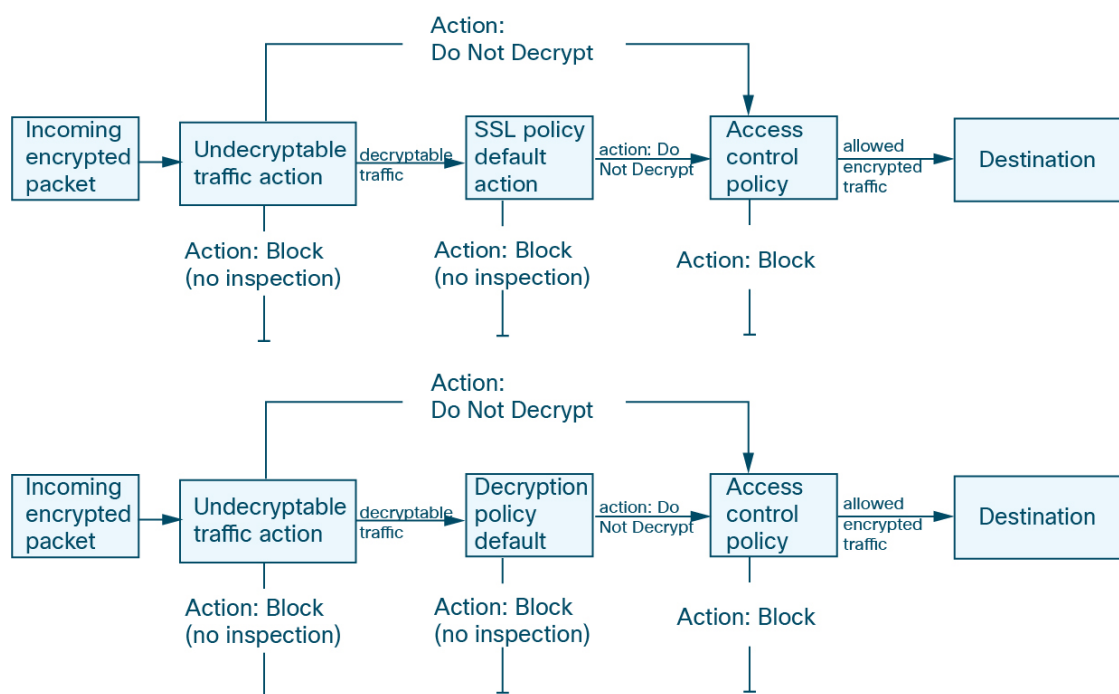 Action:
Do Not Decrypt
Incoming
encrypted
packet
Undecryptable
traffic action
decryptable
traffic
SSL policy
default
action
action: Do
Not Decrypt
Access
control
policy
allowed
encrypted
traffic
Destination
Action: Block
(no inspection)
Action: Block
(no inspection)
Action: Block
Action:
Do Not Decrypt
Incoming
encrypted
packet
Undecryptable
traffic action
decryptable
traffic
Decryption
policy
default
action: Do
Not Decrypt
Access
control
policy
allowed
encrypted
traffic
Destination
Action: Block
(no inspection)
Action: Block
(no inspection)
Action: Block